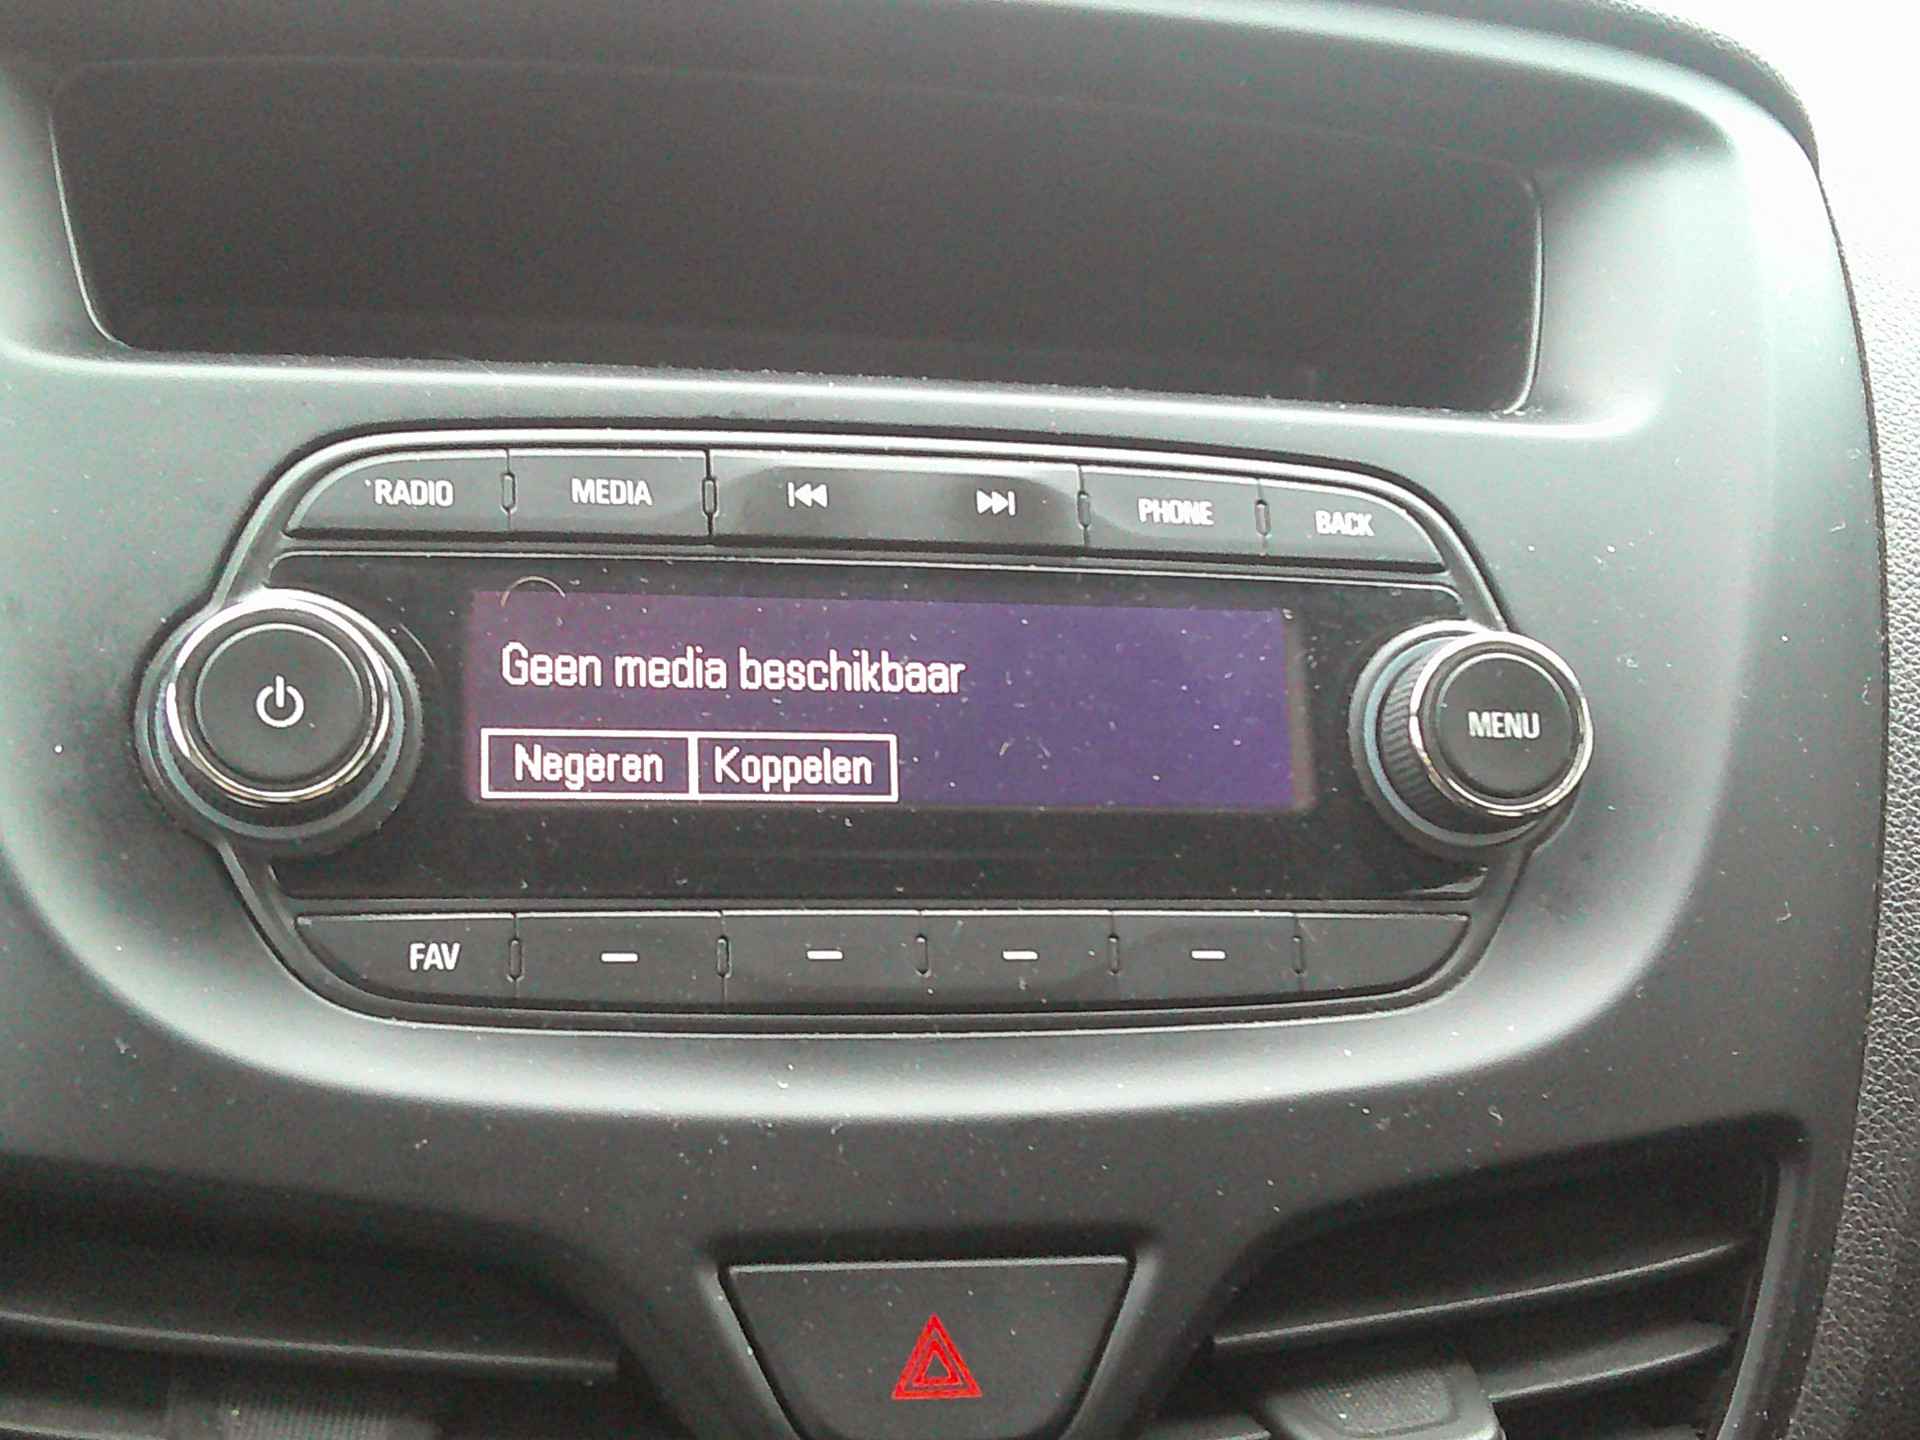 RADIO MEDIA PHONE BACK
Geen media beschikbaar
Negeren Koppelen
MENU
FAV